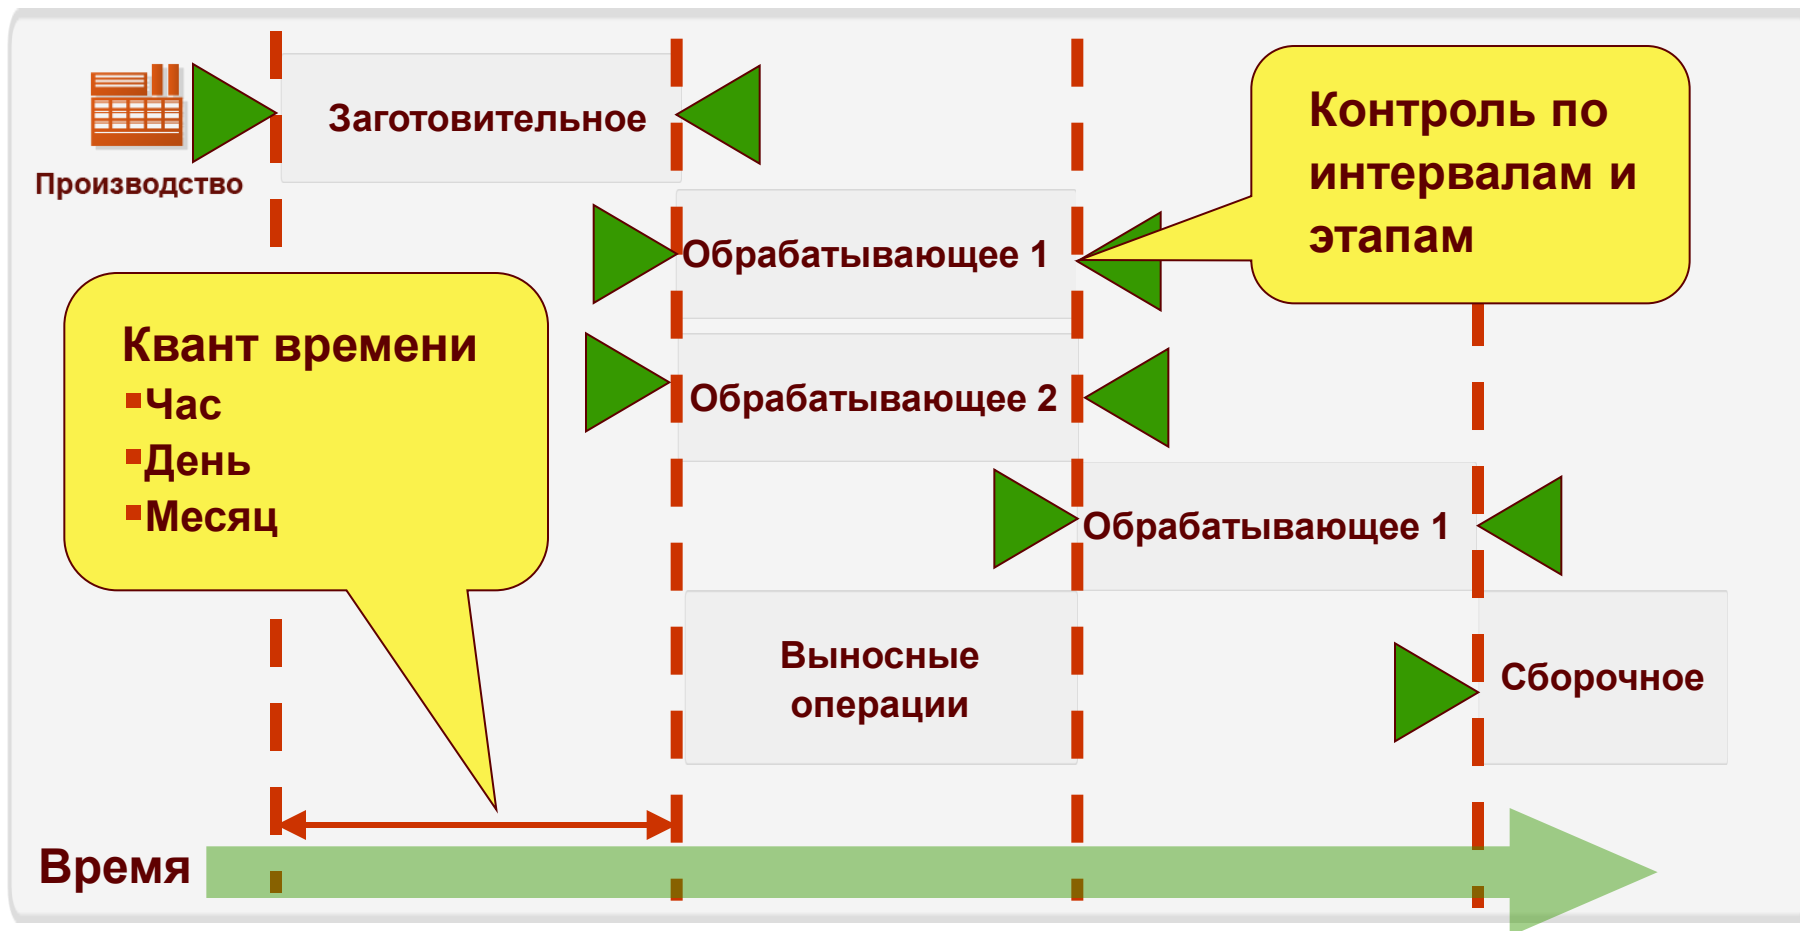 Заготовительное
Производство
Контроль по
интервалам и
этапам
Обрабатывающее 1
Квант времени
Час
День
Месяц
Обрабатывающее 2
Обрабатывающее 1
Выносные
операции
Сборочное
Время